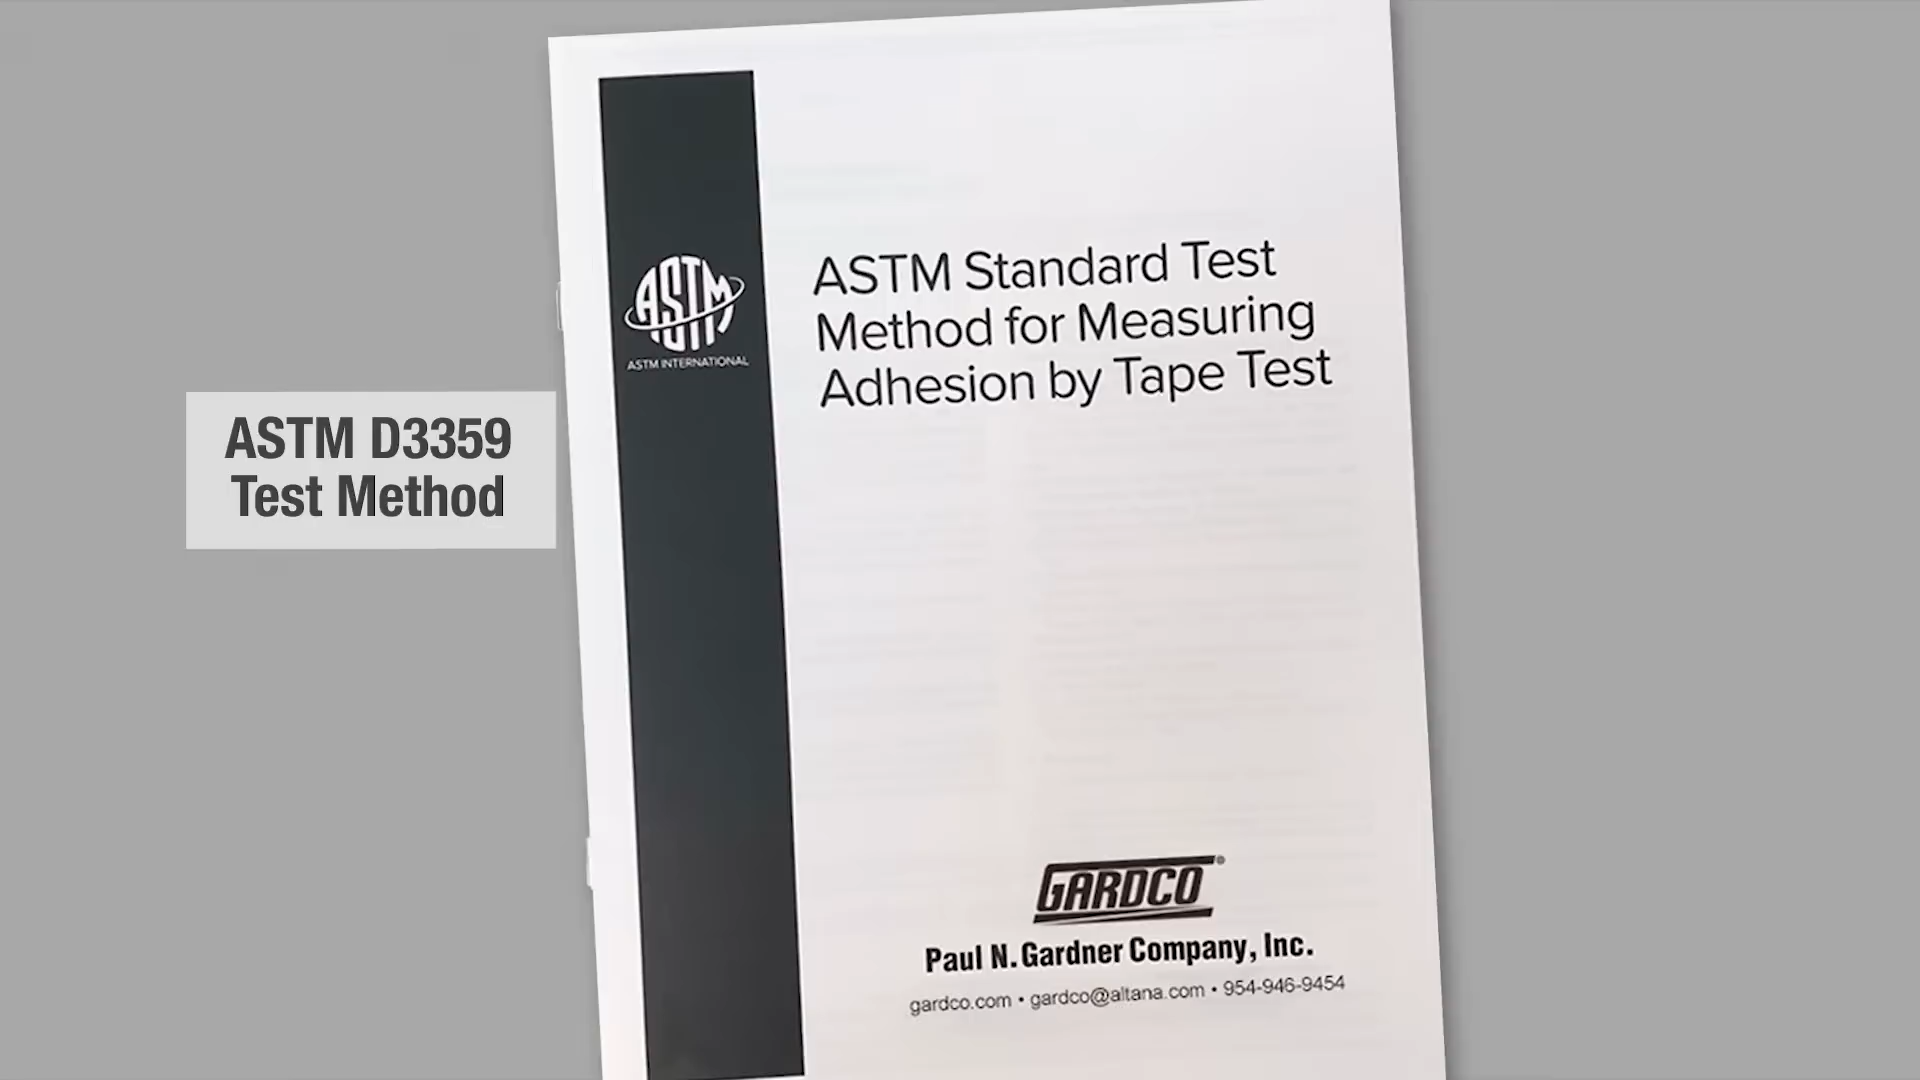 ASTM D3359
Test Method
ASTM
ASTM INTERNATIONAL
ASTM Standard Test
Method for Measuring
Adhesion by Tape Test
GARDCO®
Paul N. Gardner Company, Inc.
gardco.com • gardco@altana.com • 954-946-9454